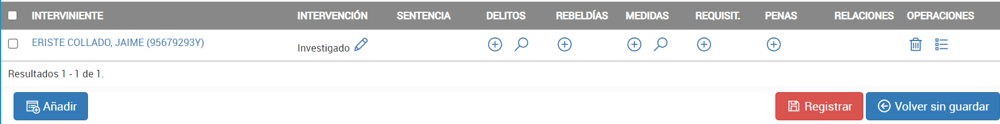 INTERVINIENTE INTERVENCIÓN SENTENCIA DELITOS REBELDÍAS MEDIDAS REQUISIT. PENAS RELACIONES OPERACIONES
ERISTE COLLADO, JAIME (95679293Y) Investigado
Resultados 1 - 1 de 1.
Añadir Registrar Volver sin guardar